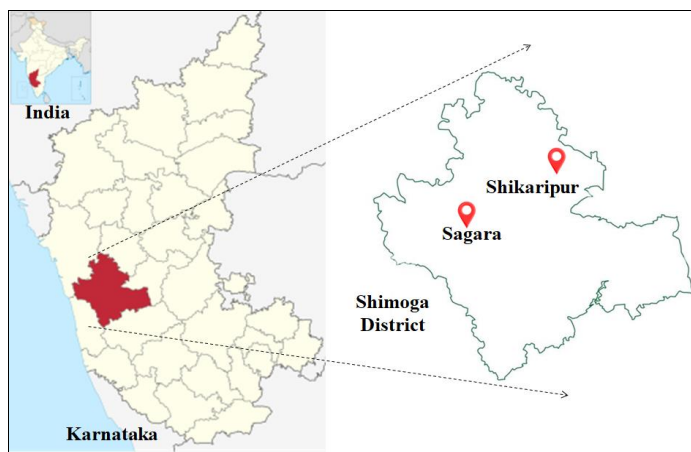 India
Shikaripur
Sagara
Shimoga
District
Karnataka